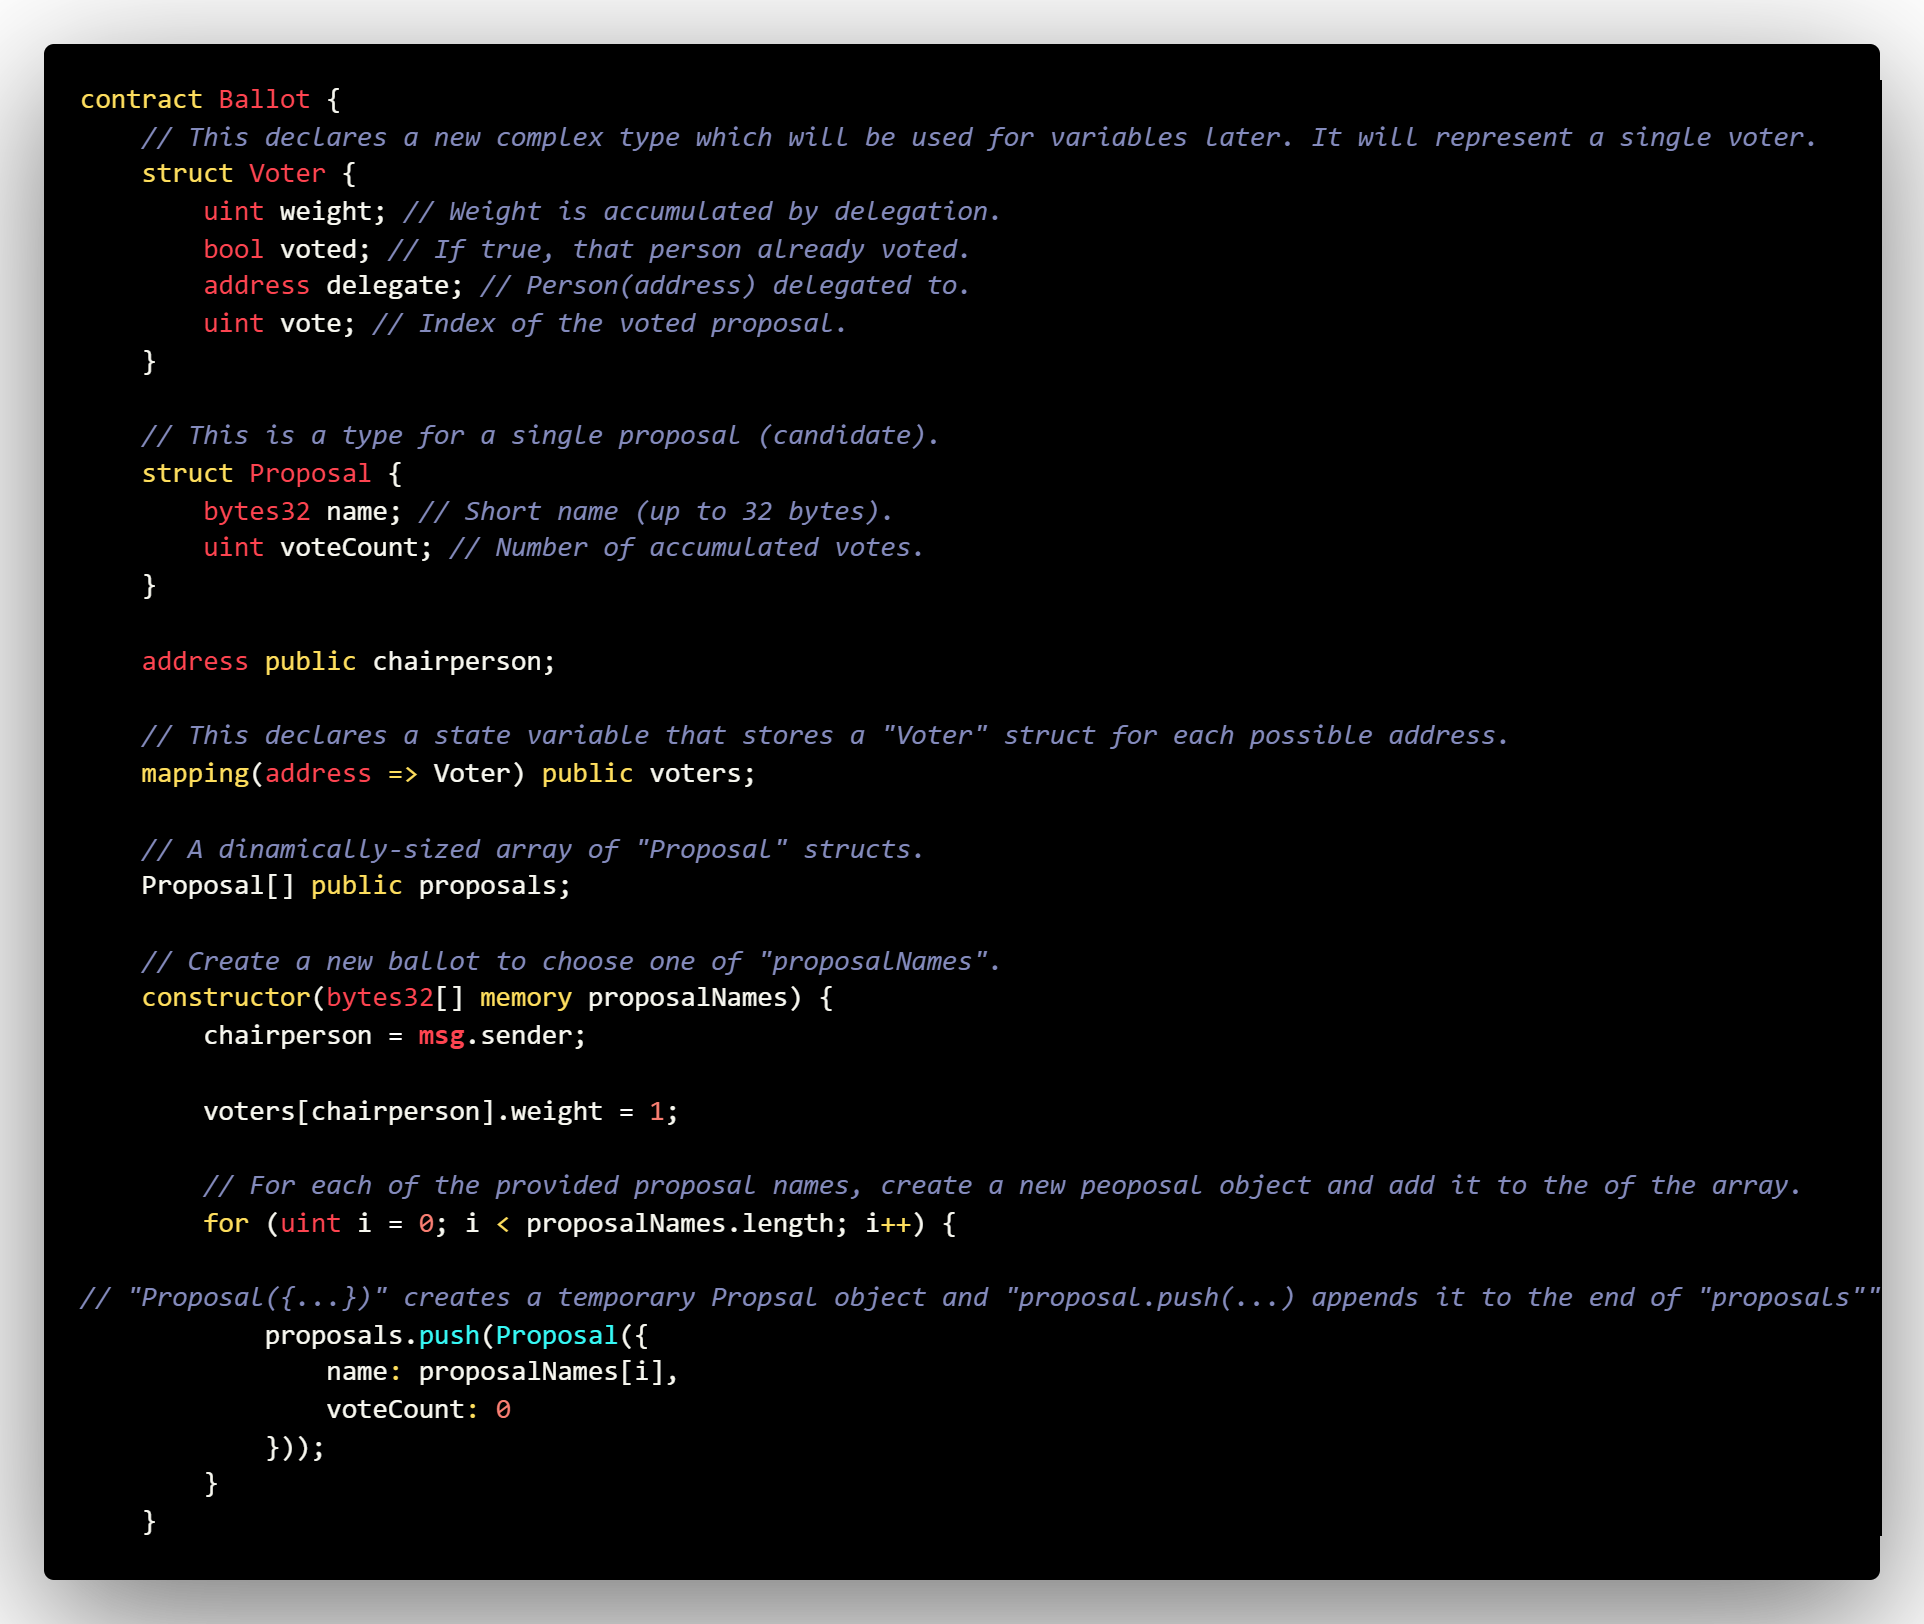 contract Ballot {
    // This declares a new complex type which will be used for variables later. It will represent a single voter.
    struct Voter {
        uint weight; // Weight is accumulated by delegation.
        bool voted; // If true, that person already voted.
        address delegate; // Person(address) delegated to.
        uint vote; // Index of the voted proposal.
    }

    // This is a type for a single proposal (candidate).
    struct Proposal {
        bytes32 name; // Short name (up to 32 bytes).
        uint voteCount; // Number of accumulated votes.
    }

    address public chairperson;

    // This declares a state variable that stores a "Voter" struct for each possible address.
    mapping(address => Voter) public voters;

    // A dinamically-sized array of "Proposal" structs.
    Proposal[] public proposals;

    // Create a new ballot to choose one of "proposalNames".
    constructor(bytes32[] memory proposalNames) {
        chairperson = msg.sender;

        voters[chairperson].weight = 1;

        // For each of the provided proposal names, create a new peoposal object and add it to the of the array.
        for (uint i = 0; i < proposalNames.length; i++) {

// "Proposal({...})" creates a temporary Propsal object and "proposal.push(...) appends it to the end of "proposals""
            proposals.push(Proposal({
                name: proposalNames[i],
                voteCount: 0
            }));
        }
    }